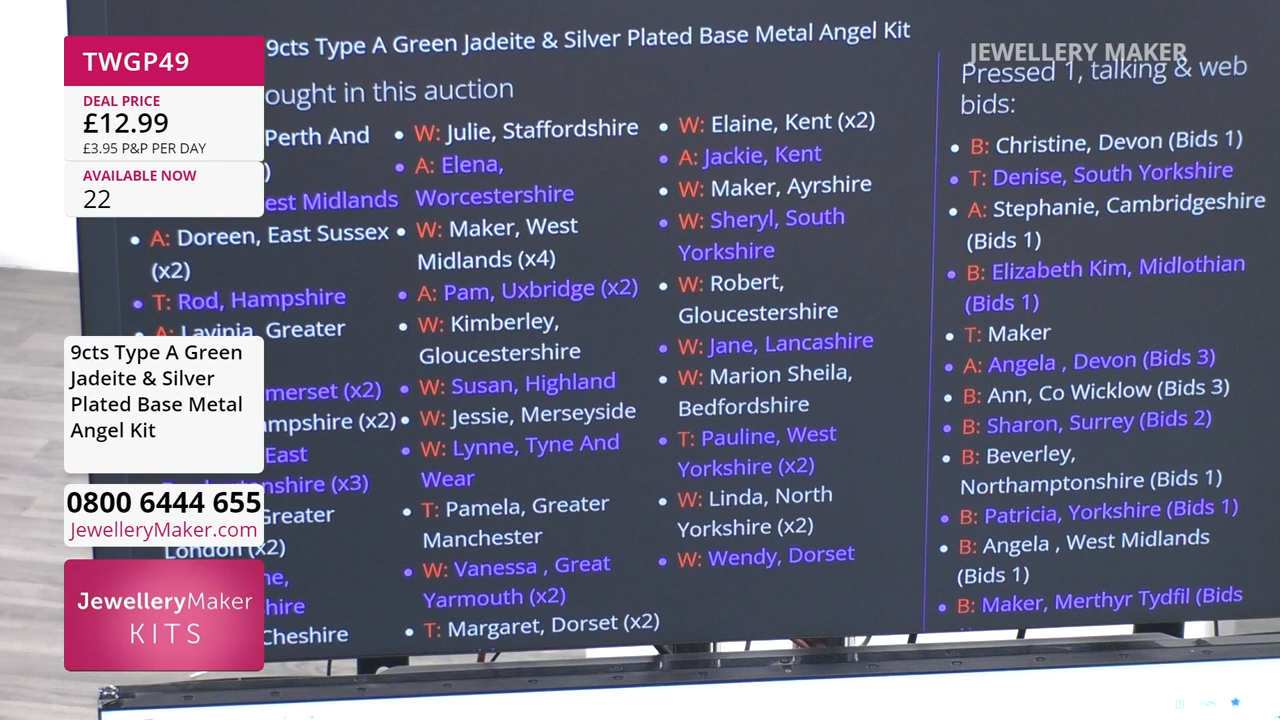 TWGP49
DEAL PRICE
£12.99
£3.95 P&P PER DAY
AVAILABLE NOW
22
9cts Type A Green
Jadeite & Silver
Plated Base Metal
Angel Kit
0800 6444 655
JewelleryMaker.com
JewelleryMaker
KITS
JEWELLERY MAKER
9cts Type A Green Jadeite & Silver Plated Base Metal Angel Kit
ought in this auction
Perth And
)
est Midlands
• A: Doreen, East Sussex
(x2)
• T: Rod, Hampshire
A: Lavinia, Greater
merset (x2)
ampshire (x2)
East
shire (x3)
Greater
London (x2)
ne,
hire
Cheshire
• W: Julie, Staffordshire
• A: Elena,
Worcestershire
• W: Maker, West
Midlands (x4)
• A: Pam, Uxbridge (x2)
• W: Kimberley,
Gloucestershire
• W: Susan, Highland
• W: Jessie, Merseyside
• W: Lynne, Tyne And
Wear
• T: Pamela, Greater
Manchester
• W: Vanessa , Great
Yarmouth (x2)
• T: Margaret, Dorset (x2)
• W: Elaine, Kent (x2)
• A: Jackie, Kent
• W: Maker, Ayrshire
• W: Sheryl, South
Yorkshire
• W: Robert,
Gloucestershire
• W: Jane, Lancashire
• W: Marion Sheila,
Bedfordshire
• T: Pauline, West
Yorkshire (x2)
• W: Linda, North
Yorkshire (x2)
• W: Wendy, Dorset
Pressed 1, talking & web
bids:
• B: Christine, Devon (Bids 1)
• T: Denise, South Yorkshire
• A: Stephanie, Cambridgeshire
(Bids 1)
• B: Elizabeth Kim, Midlothian
(Bids 1)
• T: Maker
• A: Angela , Devon (Bids 3)
• B: Ann, Co Wicklow (Bids 3)
• B: Sharon, Surrey (Bids 2)
• B: Beverley,
Northamptonshire (Bids 1)
• B: Patricia, Yorkshire (Bids 1)
• B: Angela , West Midlands
(Bids 1)
• B: Maker, Merthyr Tydfil (Bids